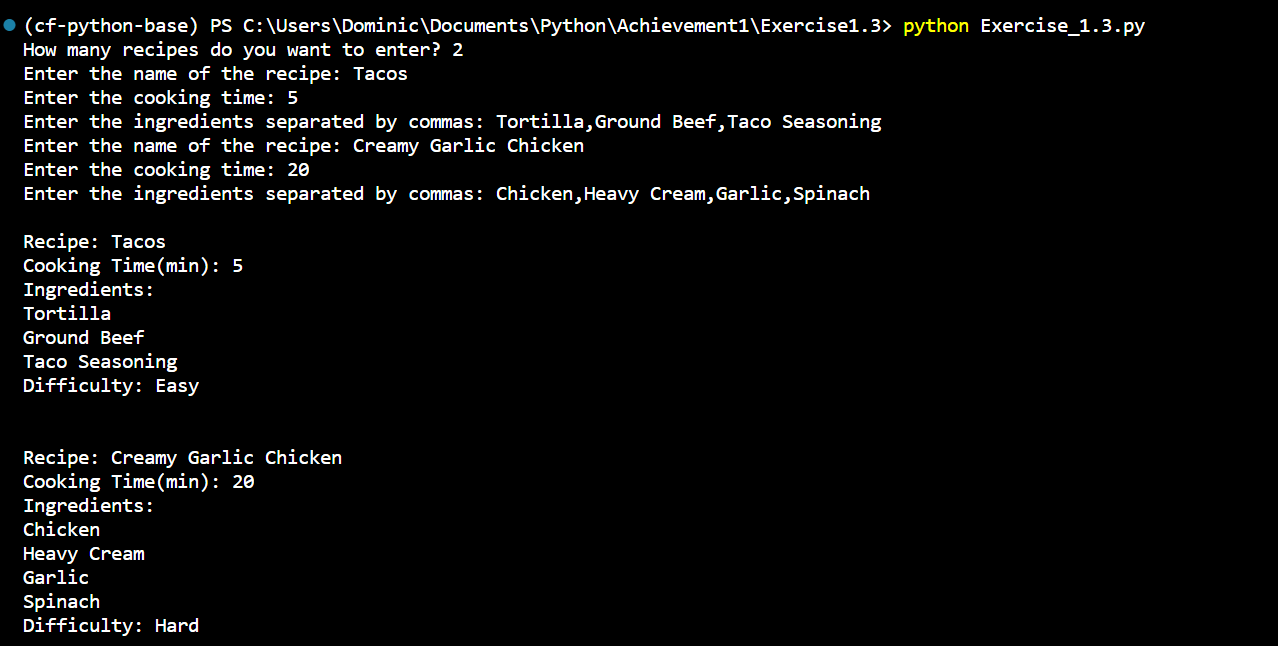 (cf-python-base) PS C:\Users\Dominic\Documents\Python\Achievement1\Exercise1.3> python Exercise_1.3.py
How many recipes do you want to enter? 2
Enter the name of the recipe: Tacos
Enter the cooking time: 5
Enter the ingredients separated by commas: Tortilla,Ground Beef,Taco Seasoning
Enter the name of the recipe: Creamy Garlic Chicken
Enter the cooking time: 20
Enter the ingredients separated by commas: Chicken,Heavy Cream,Garlic,Spinach
Recipe: Tacos
Cooking Time(min): 5
Ingredients:
Tortilla
Ground Beef
Taco Seasoning
Difficulty: Easy
Recipe: Creamy Garlic Chicken
Cooking Time(min): 20
Ingredients:
Chicken
Heavy Cream
Garlic
Spinach
Difficulty: Hard